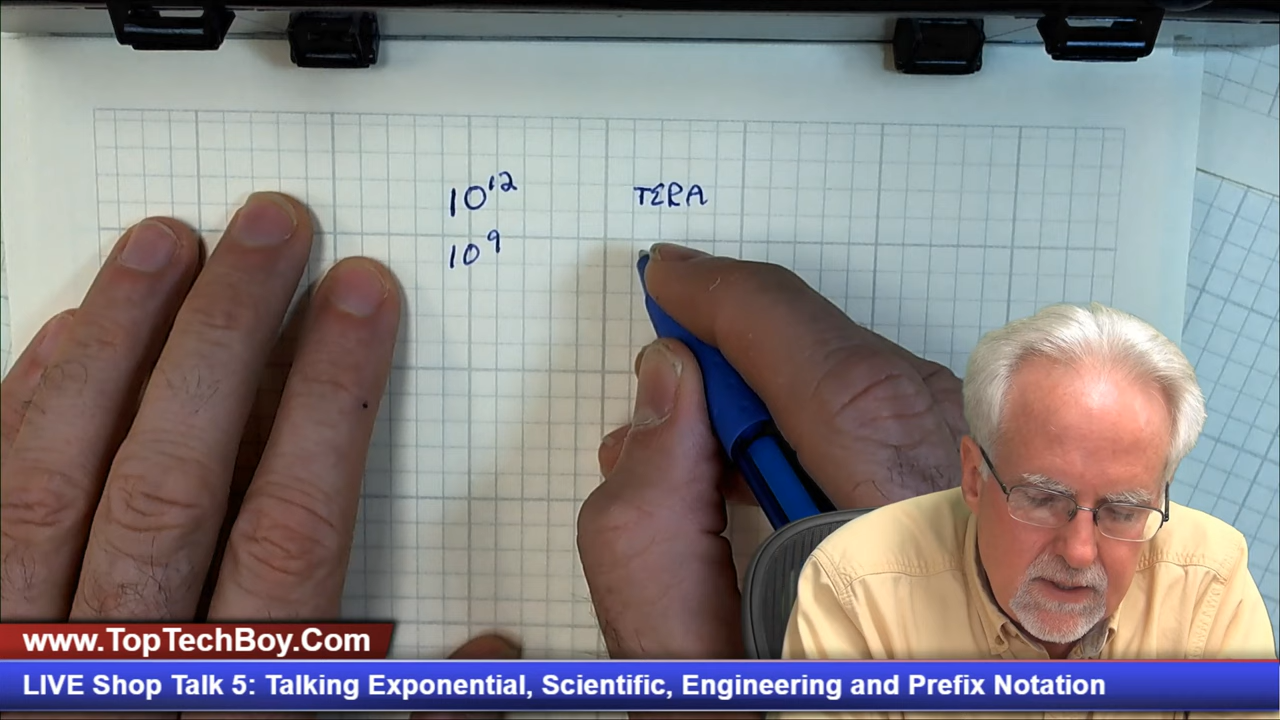 10¹² TERA
10⁹
www.TopTechBoy.Com
LIVE Shop Talk 5: Talking Exponential, Scientific, Engineering and Prefix Notation